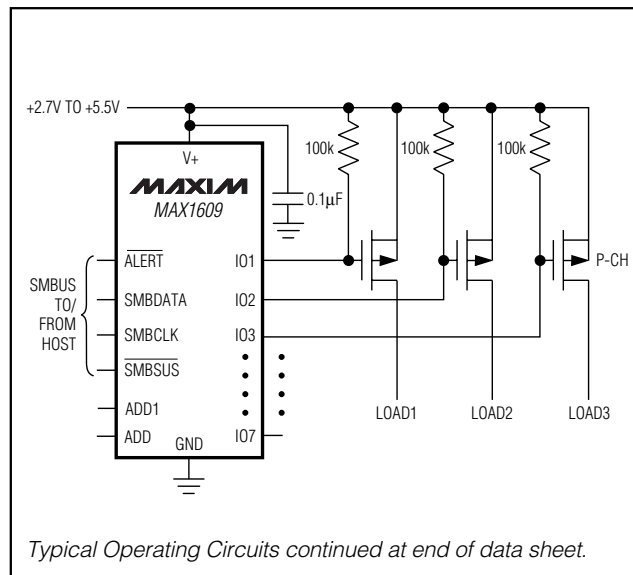 +2.7V TO +5.5V
100k
100k
100k
V+
MAXIM
MAX1609
0.1µF
ALERT
IO1
P-CH
SMBUS
TO/
FROM
HOST
SMBDATA
IO2
SMBCLK
IO3
SMBSUS
ADD1
LOAD1
LOAD2
LOAD3
ADD
GND
IO7
Typical Operating Circuits continued at end of data sheet.